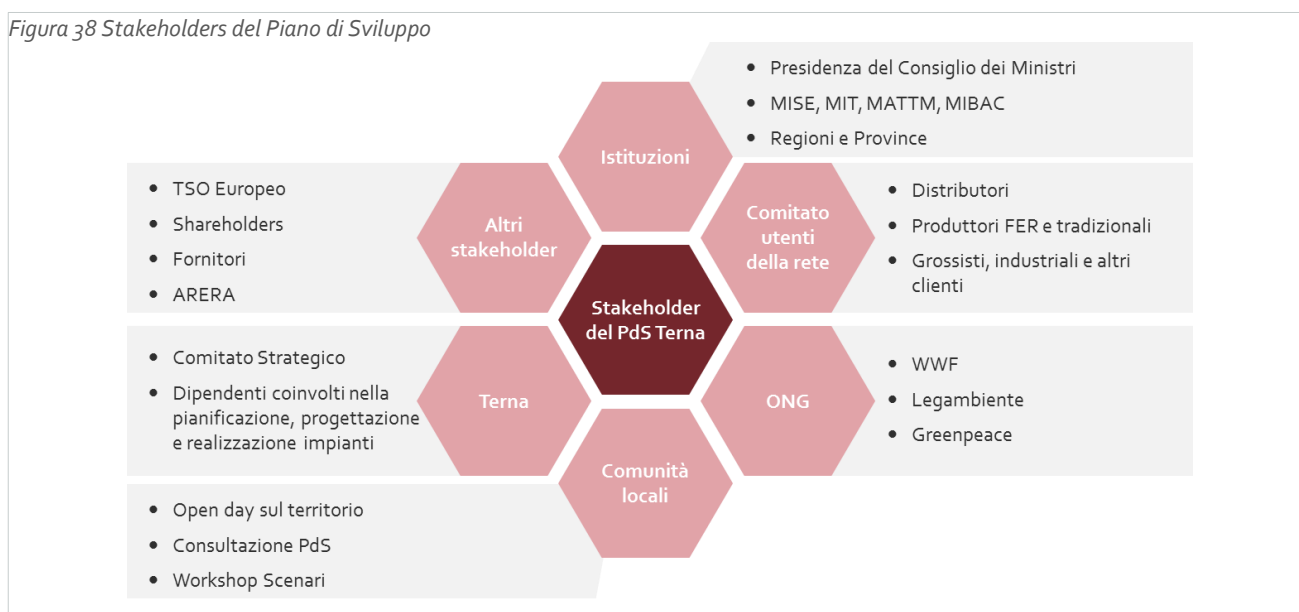 Figura 38 Stakeholders del Piano di Sviluppo
Istituzioni
• Presidenza del Consiglio dei Ministri
• MISE, MIT, MATTM, MIBAC
• Regioni e Province
• TSO Europeo
• Shareholders
• Fornitori
• ARERA
Altri
stakeholder
Comitato
utenti
della rete
• Distributori
• Produttori FER e tradizionali
• Grossisti, industriali e altri
clienti
Stakeholder
del PdS Terna
• Comitato Strategico
• Dipendenti coinvolti nella
pianificazione, progettazione
e realizzazione impianti
Terna
ONG
• WWF
• Legambiente
• Greenpeace
Comunità
locali
• Open day sul territorio
• Consultazione PdS
• Workshop Scenari